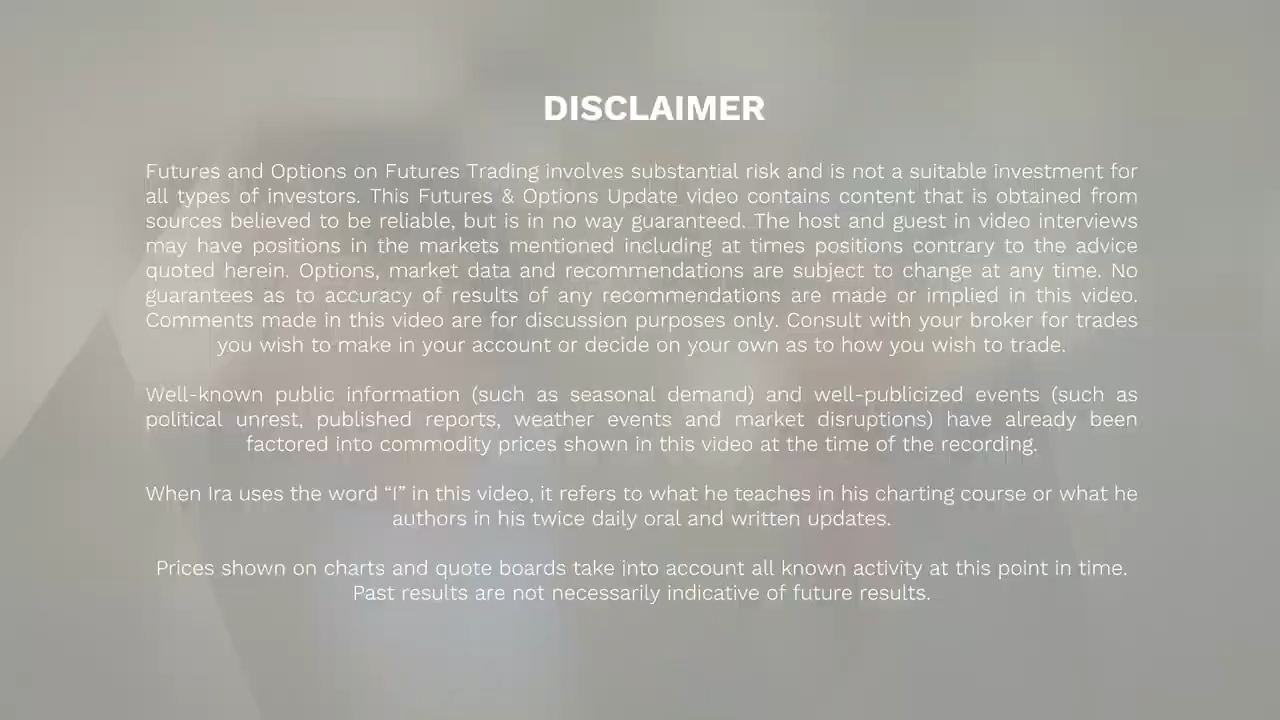 DISCLAIMER
Futures and Options on Futures Trading involves substantial risk and is not a suitable investment for
all types of investors. This Futures & Options Update video contains content that is obtained from
sources believed to be reliable, but is in no way guaranteed. The host and guest in video interviews
may have positions in the markets mentioned including at times positions contrary to the advice
quoted herein. Options, market data and recommendations are subject to change at any time. No
guarantees as to accuracy of results of any recommendations are made or implied in this video.
Comments made in this video are for discussion purposes only. Consult with your broker for trades
you wish to make in your account or decide on your own as to how you wish to trade.
Well-known public information (such as seasonal demand) and well-publicized events (such as
political unrest, published reports, weather events and market disruptions) have already been
factored into commodity prices shown in this video at the time of the recording.
When Ira uses the word “I” in this video, it refers to what he teaches in his charting course or what he
authors in his twice daily oral and written updates.
Prices shown on charts and quote boards take into account all known activity at this point in time.
Past results are not necessarily indicative of future results.